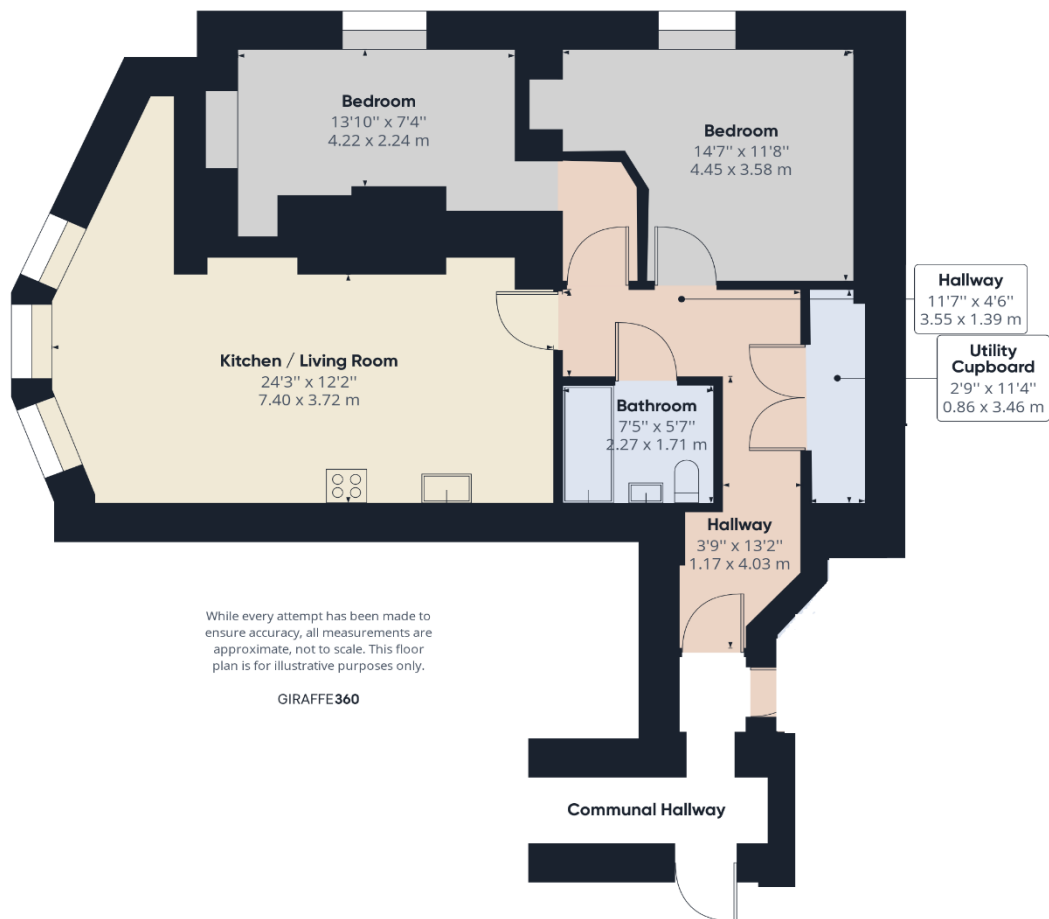 Bedroom
13'10'' x 7'4''
4.22 x 2.24 m
Bedroom
14'7'' x 11'8''
4.45 x 3.58 m
Hallway
11'7'' x 4'6''
3.55 x 1.39 m
Utility
Cupboard
2'9'' x 11'4''
0.86 x 3.46 m
Kitchen / Living Room
24'3'' x 12'2''
7.40 x 3.72 m
Bathroom
7'5'' x 5'7''
2.27 x 1.71 m
Hallway
3'9'' x 13'2''
1.17 x 4.03 m
While every attempt has been made to
ensure accuracy, all measurements are
approximate, not to scale. This floor
plan is for illustrative purposes only.
GIRAFFE360
Communal Hallway